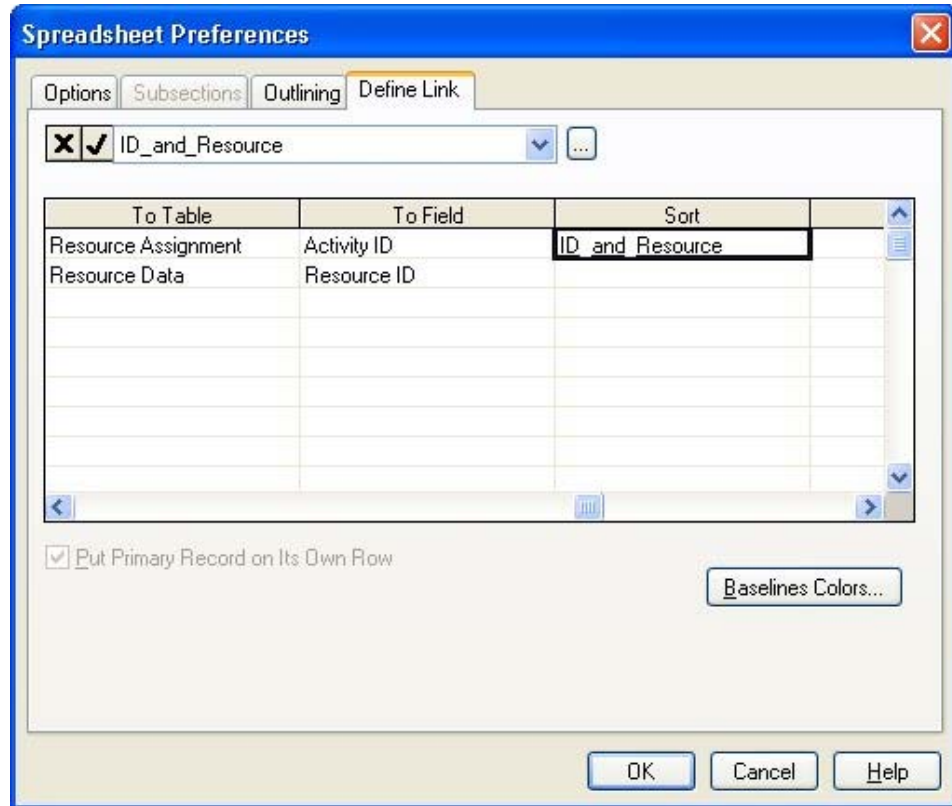 Spreadsheet Preferences
Options Subsections Outlining Define Link
ID_and_Resource ...
To Table To Field Sort
Resource Assignment Activity ID ID_and_Resource
Resource Data Resource ID
Put Primary Record on Its Own Row
Baselines Colors...
OK Cancel Help